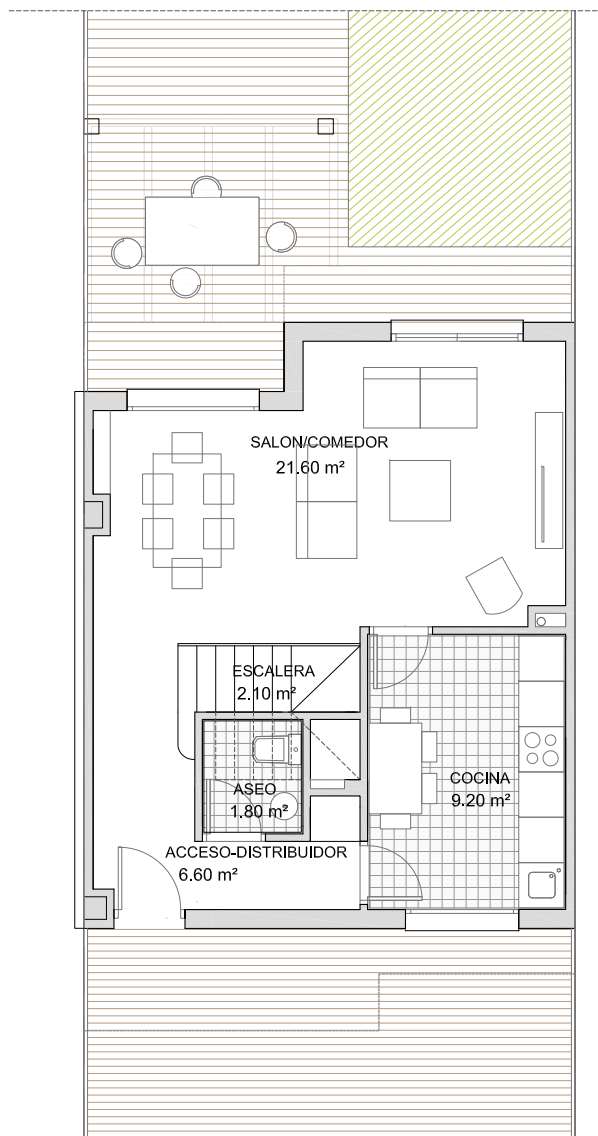 SALON/COMEDOR
21.60 m²
ESCALERA
2.10 m²
ASEO
1.80 m²
COCINA
9.20 m²
ACCESO-DISTRIBUIDOR
6.60 m²